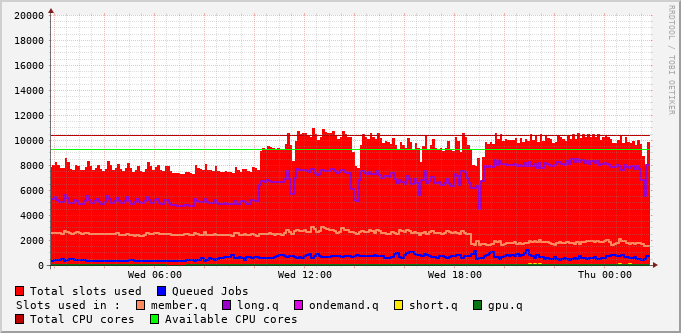 20000
18000
16000
14000
12000
10000
8000
6000
4000
2000
0
Wed 06:00 Wed 12:00 Wed 18:00 Thu 00:00
Total slots used Queued Jobs
Slots used in : member.q long.q ondemand.q short.q gpu.q
Total CPU cores Available CPU cores
RRDTOOL / TOBI OETIKER